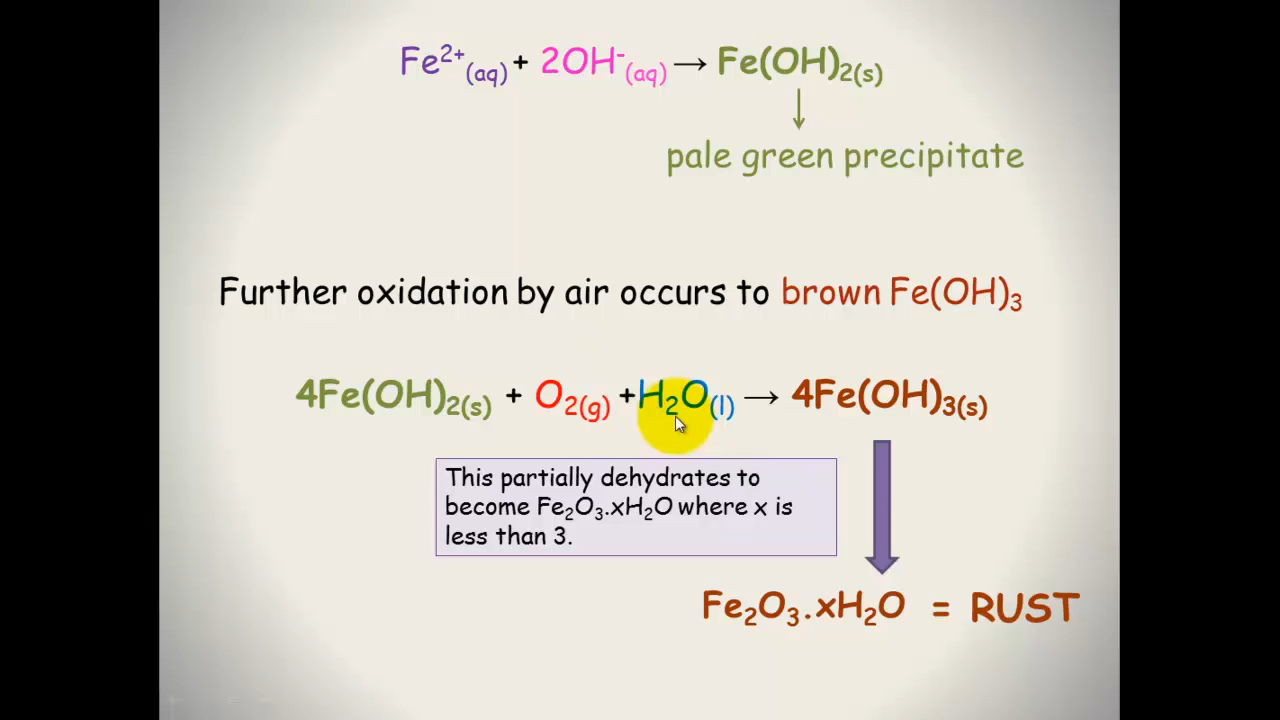 Fe²⁺(aq) + 2OH⁻(aq) → Fe(OH)₂(s)
pale green precipitate
Further oxidation by air occurs to brown Fe(OH)₃
4Fe(OH)₂(s) + O₂(g) +H₂O(l) → 4Fe(OH)₃(s)
This partially dehydrates to
become Fe₂O₃.xH₂O where x is
less than 3.
Fe₂O₃.xH₂O = RUST